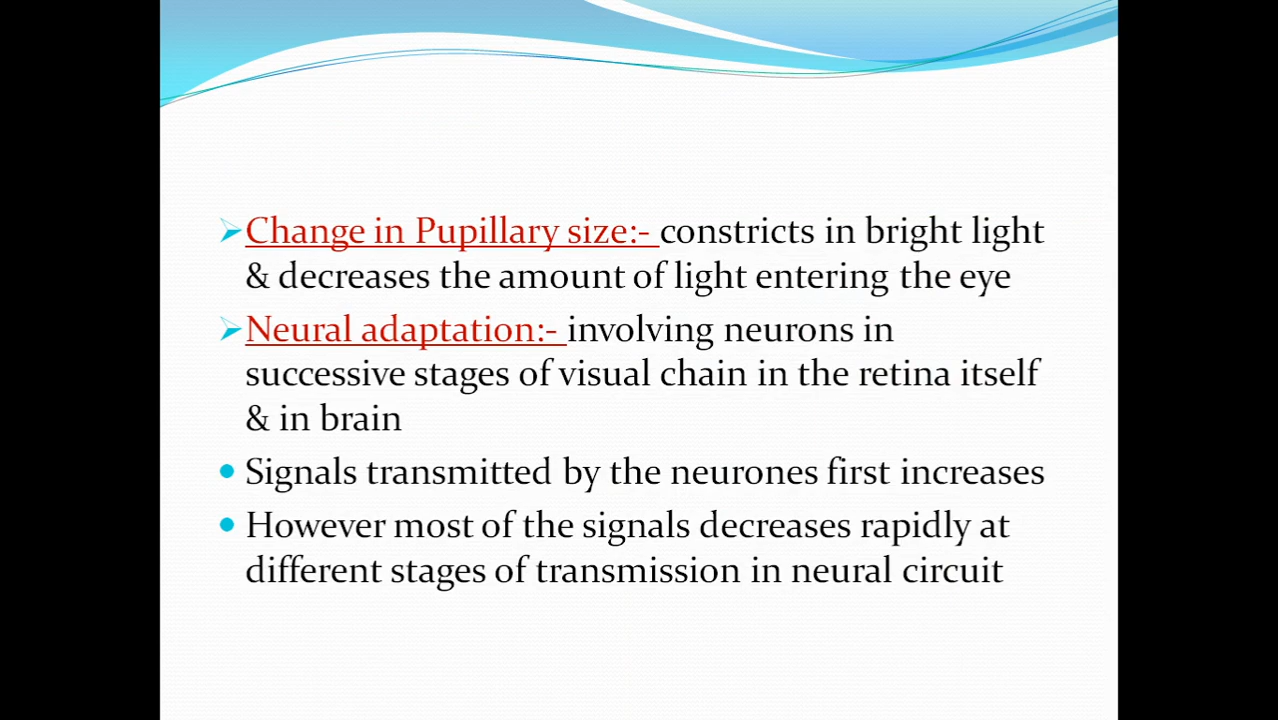 Change in Pupillary size:- constricts in bright light
& decreases the amount of light entering the eye
Neural adaptation:- involving neurons in
successive stages of visual chain in the retina itself
& in brain
Signals transmitted by the neurones first increases
However most of the signals decreases rapidly at
different stages of transmission in neural circuit